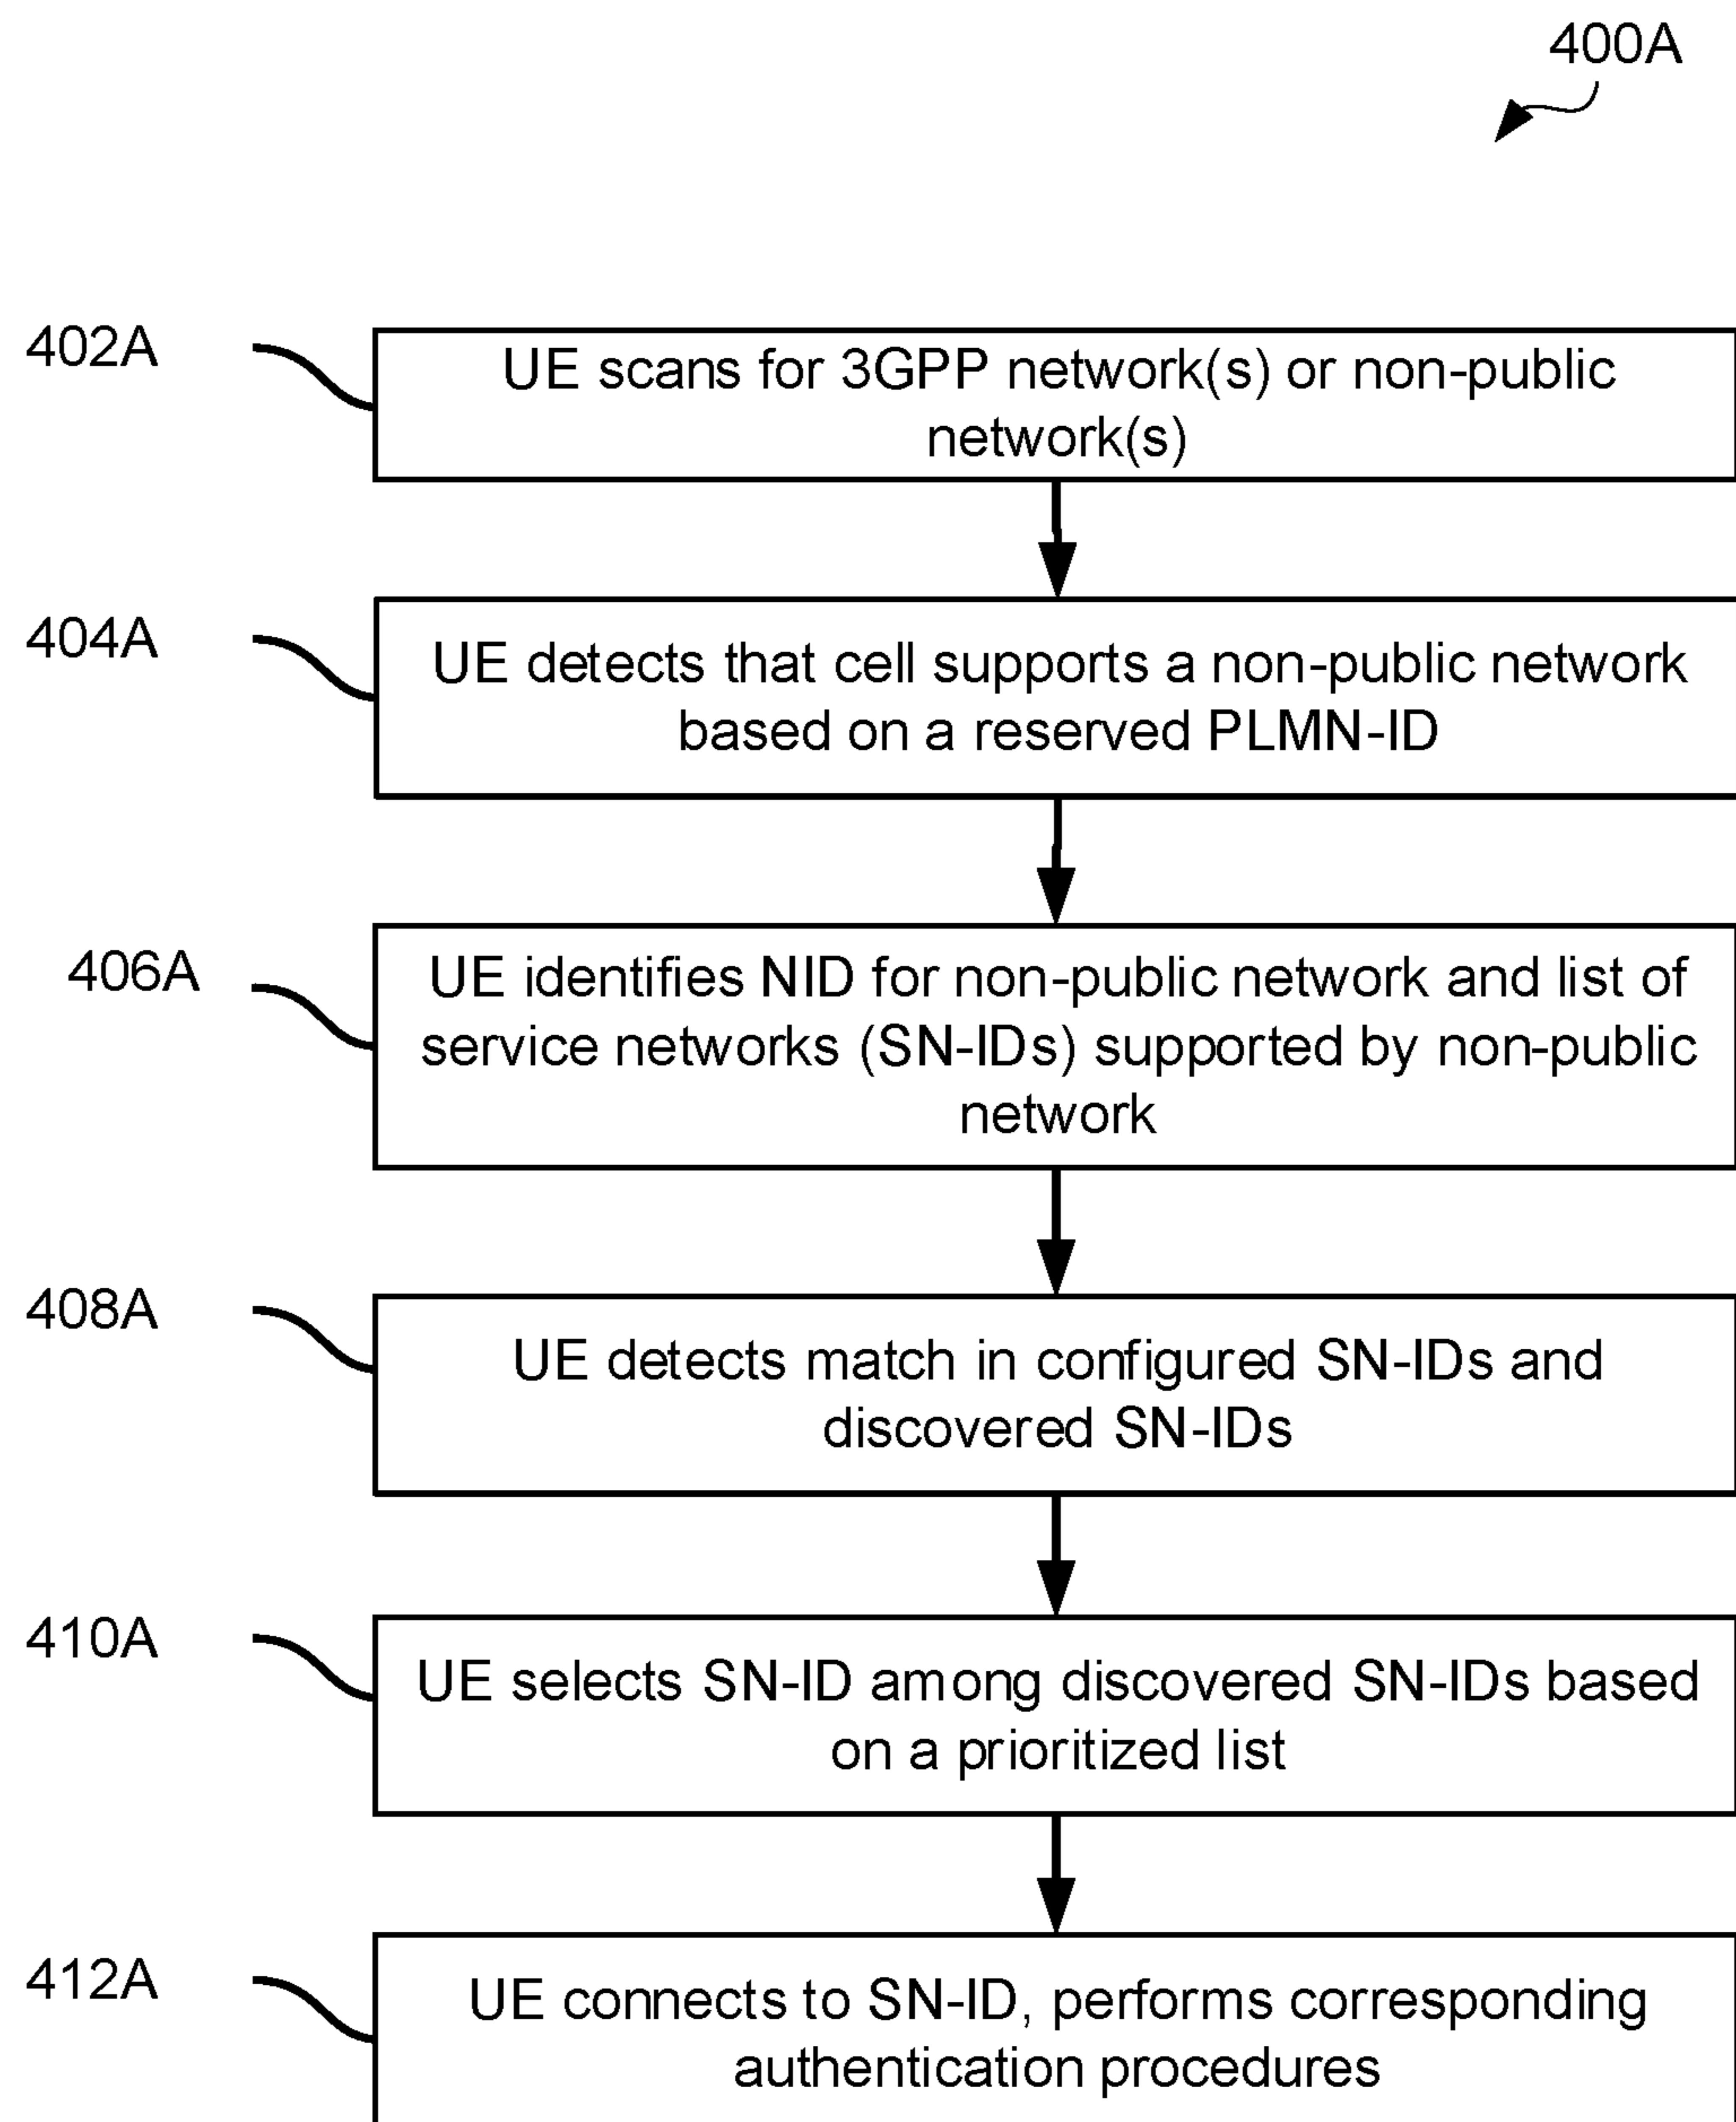 400A
402A
UE scans for 3GPP network(s) or non-public
network(s)
404A
UE detects that cell supports a non-public network
based on a reserved PLMN-ID
406A
UE identifies NID for non-public network and list of
service networks (SN-IDs) supported by non-public
network
408A
UE detects match in configured SN-IDs and
discovered SN-IDs
410A
UE selects SN-ID among discovered SN-IDs based
on a prioritized list
412A
UE connects to SN-ID, performs corresponding
authentication procedures